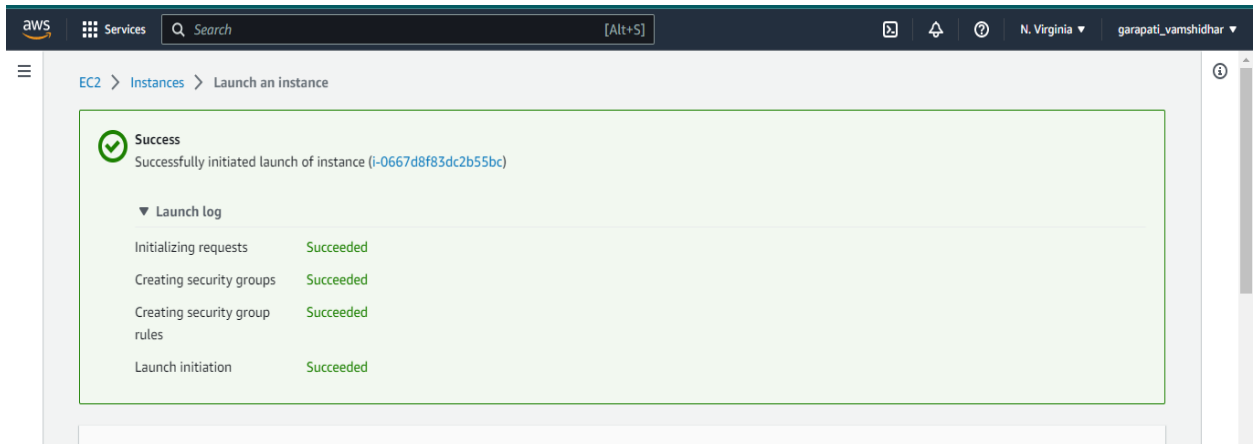 aws Services Search [Alt+S] N. Virginia garapati_vamshidhar
EC2 Instances Launch an instance
Success
Successfully initiated launch of instance (i-0667d8f83dc2b55bc)
Launch log
Initializing requests Succeeded
Creating security groups Succeeded
Creating security group Succeeded
rules
Launch initiation Succeeded